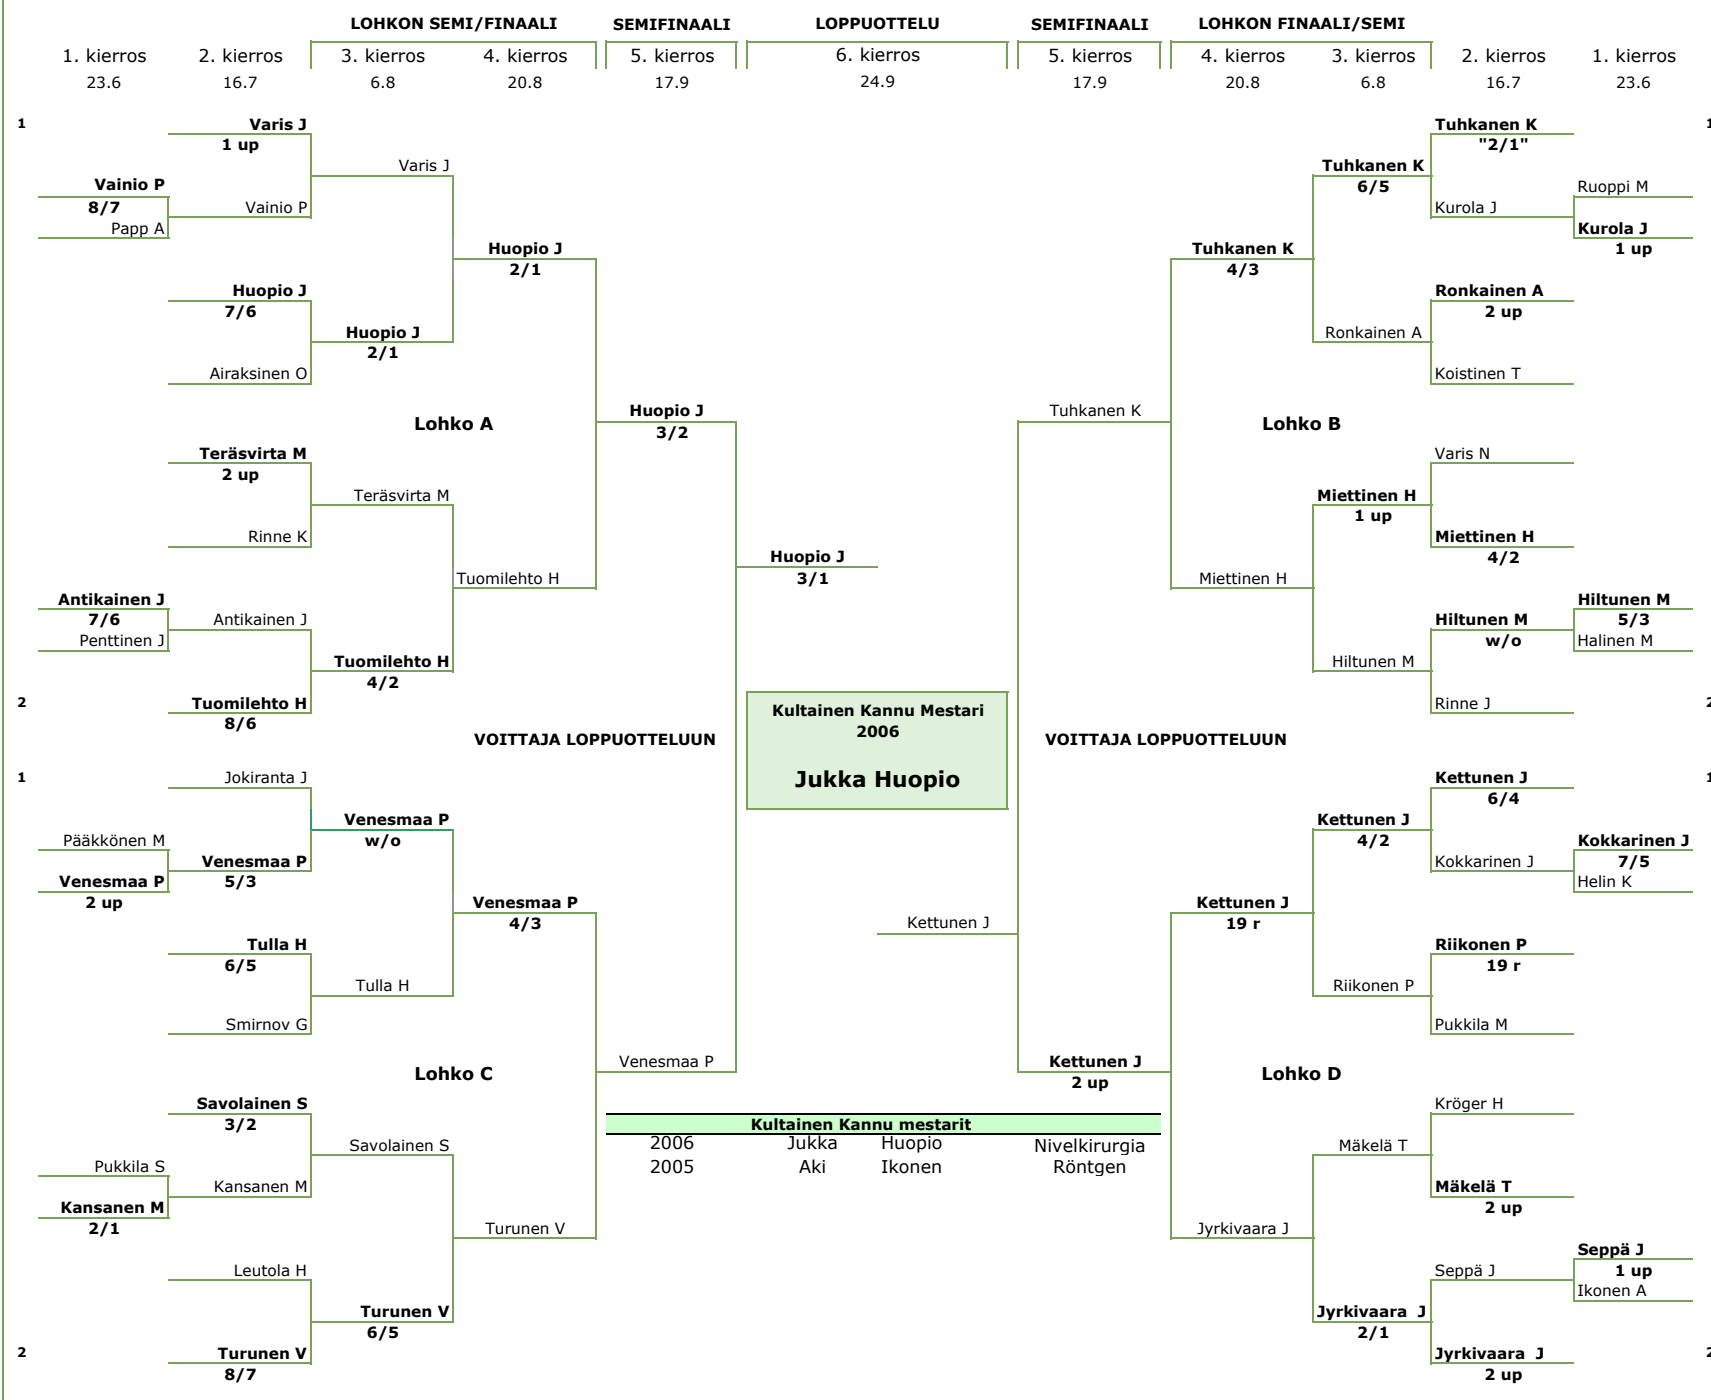 LOHKON SEMI/FINAALI SEMIFINAALI LOPPUOTTELU SEMIFINAALI LOHKON FINAALI/SEMI
1. kierros 2. kierros 3. kierros 4. kierros 5. kierros 6. kierros 5. kierros 4. kierros 3. kierros 2. kierros 1. kierros
23.6 16.7 6.8 20.8 17.9 24.9 17.9 20.8 6.8 16.7 23.6
1 Varis J Tuhkanen K 1
1 up "2/1"
Varis J Tuhkanen K
Vainio P 6/5 Ruoppi M
8/7 Vainio P Kurola J
Papp A Kurola J
Huopio J Tuhkanen K 1 up
2/1 4/3
Huopio J Ronkainen A
7/6 2 up
Huopio J Ronkainen A
2/1
Airaksinen O Koistinen T
Huopio J Tuhkanen K
Lohko A 3/2 Lohko B
Teräsvirta M Varis N
2 up
Teräsvirta M Miettinen H
1 up
Rinne K Miettinen H
Huopio J 4/2
3/1
Tuomilehto H Miettinen H
Antikainen J Hiltunen M
7/6 Antikainen J Hiltunen M 5/3
Penttinen J w/o Halinen M
Tuomilehto H Hiltunen M
4/2
2 Tuomilehto H Rinne J 2
8/6
Kultainen Kannu Mestari
2006
VOITTAJA LOPPUOTTELUUN VOITTAJA LOPPUOTTELUUN
1 Jokiranta J Jukka Huopio Kettunen J 1
6/4
Venesmaa P Kettunen J
Pääkkönen M w/o 4/2 Kokkarinen J
Venesmaa P Kokkarinen J 7/5
Venesmaa P 5/3 Helin K
2 up Venesmaa P Kettunen J
4/3 Kettunen J 19 r
Tulla H Riikonen P
6/5 19 r
Tulla H Riikonen P
Smirnov G Pukkila M
Venesmaa P Kettunen J
Lohko C 2 up Lohko D
Savolainen S Kröger H
3/2 Kultainen Kannu mestarit
Savolainen S 2006 Jukka Huopio Nivelkirurgia Mäkelä T
Pukkila S 2005 Aki Ikonen Röntgen
Kansanen M Mäkelä T
Kansanen M 2 up
2/1 Turunen V Jyrkivaara J
Seppä J
Leutola H Seppä J 1 up
Ikonen A
Turunen V Jyrkivaara J
6/5 2/1
2 Turunen V Jyrkivaara J 2
8/7 2 up